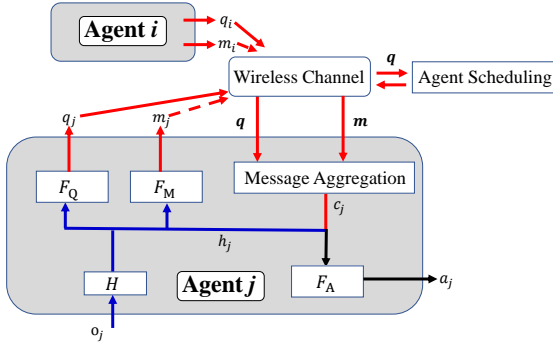 Agent i
q_i
m_i
Wireless Channel
q
Agent Scheduling
q_j
m_j
q
m
F_Q
F_M
Message Aggregation
c_j
h_j
H
Agent j
F_A
a_j
o_j